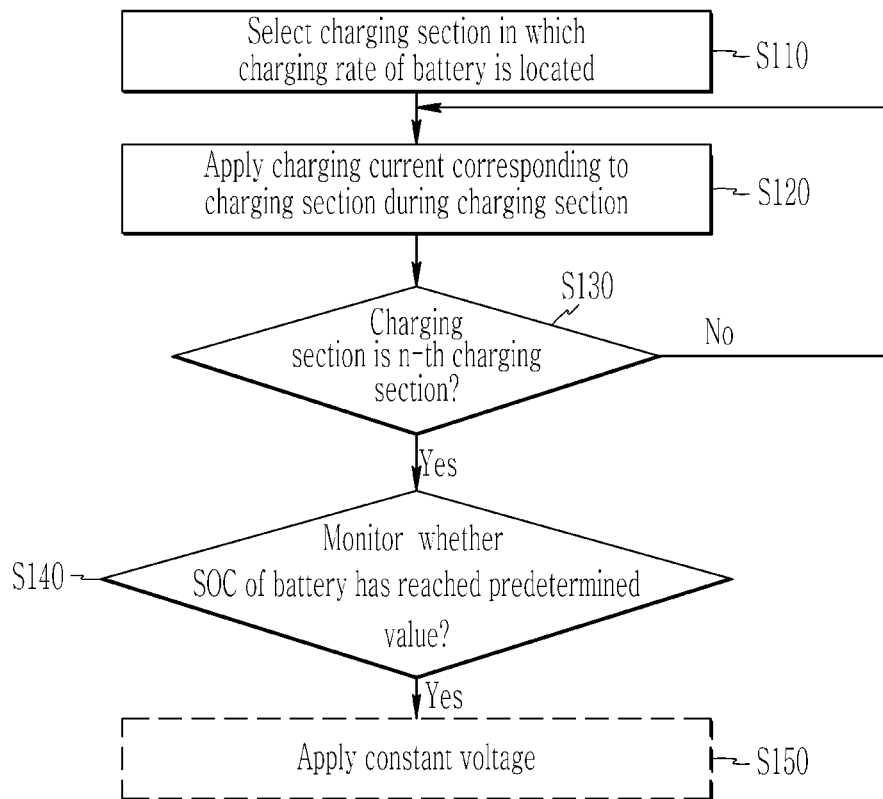 Select charging section in which
charging rate of battery is located
S110
Apply charging current corresponding to
charging section during charging section
S120
S130
Charging
section is n-th charging
section?
No
Yes
Monitor whether
SOC of battery has reached predetermined
value?
S140
Yes
Apply constant voltage
S150